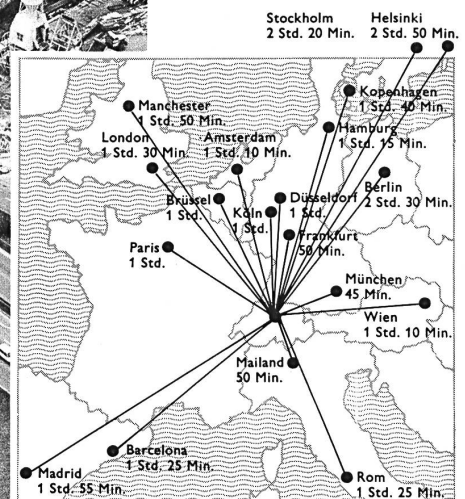 Stockholm
2 Std. 20 Min.
Helsinki
2 Std. 50 Min.
Kopenhagen
1 Std. 40 Min.
Manchester
1 Std. 50 Min.
Hamburg
1 Std. 15 Min.
London
1 Std. 30 Min.
Amsterdam
1 Std. 10 Min.
Berlin
2 Std. 30 Min.
Brüssel
1 Std.
Köln
1 Std.
Düsseldorf
1 Std.
Frankfurt
50 Min.
Paris
1 Std.
München
45 Min.
Wien
1 Std. 10 Min.
Mailand
50 Min.
Barcelona
1 Std. 25 Min.
Madrid
1 Std. 55 Min.
Rom
1 Std. 25 Min.